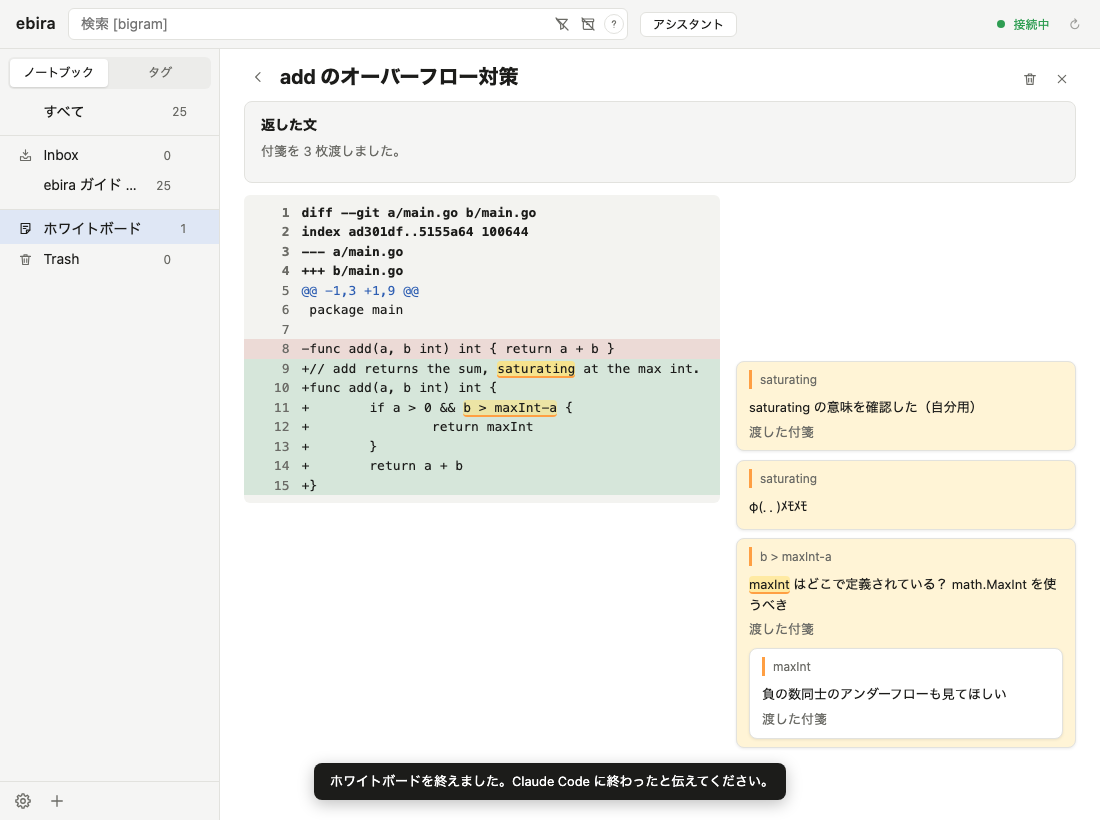 ebira
検索 [bigram]
?
アシスタント
接続中
ノートブック
タグ
すべて 25
Inbox 0
ebira ガイド ... 25
ホワイトボード 1
Trash 0
add のオーバーフロー対策
返した文
付箋を 3 枚渡しました。
1 diff --git a/main.go b/main.go
2 index ad301df..5155a64 100644
3 --- a/main.go
4 +++ b/main.go
5 @@ -1,3 +1,9 @@
6  package main
7
8 -func add(a, b int) int { return a + b }
9 +// add returns the sum, saturating at the max int.
10 +func add(a, b int) int {
11 +        if a > 0 && b > maxInt-a {
12 +                return maxInt
13 +        }
14 +        return a + b
15 +}
saturating
saturating の意味を確認した（自分用）
渡した付箋
saturating
φ(. . )ﾒﾓﾒﾓ
b > maxInt-a
maxInt はどこで定義されている？ math.MaxInt を使
うべき
渡した付箋
maxInt
負の数同士のアンダーフローも見てほしい
渡した付箋
ホワイトボードを終えました。Claude Code に終わったと伝えてください。